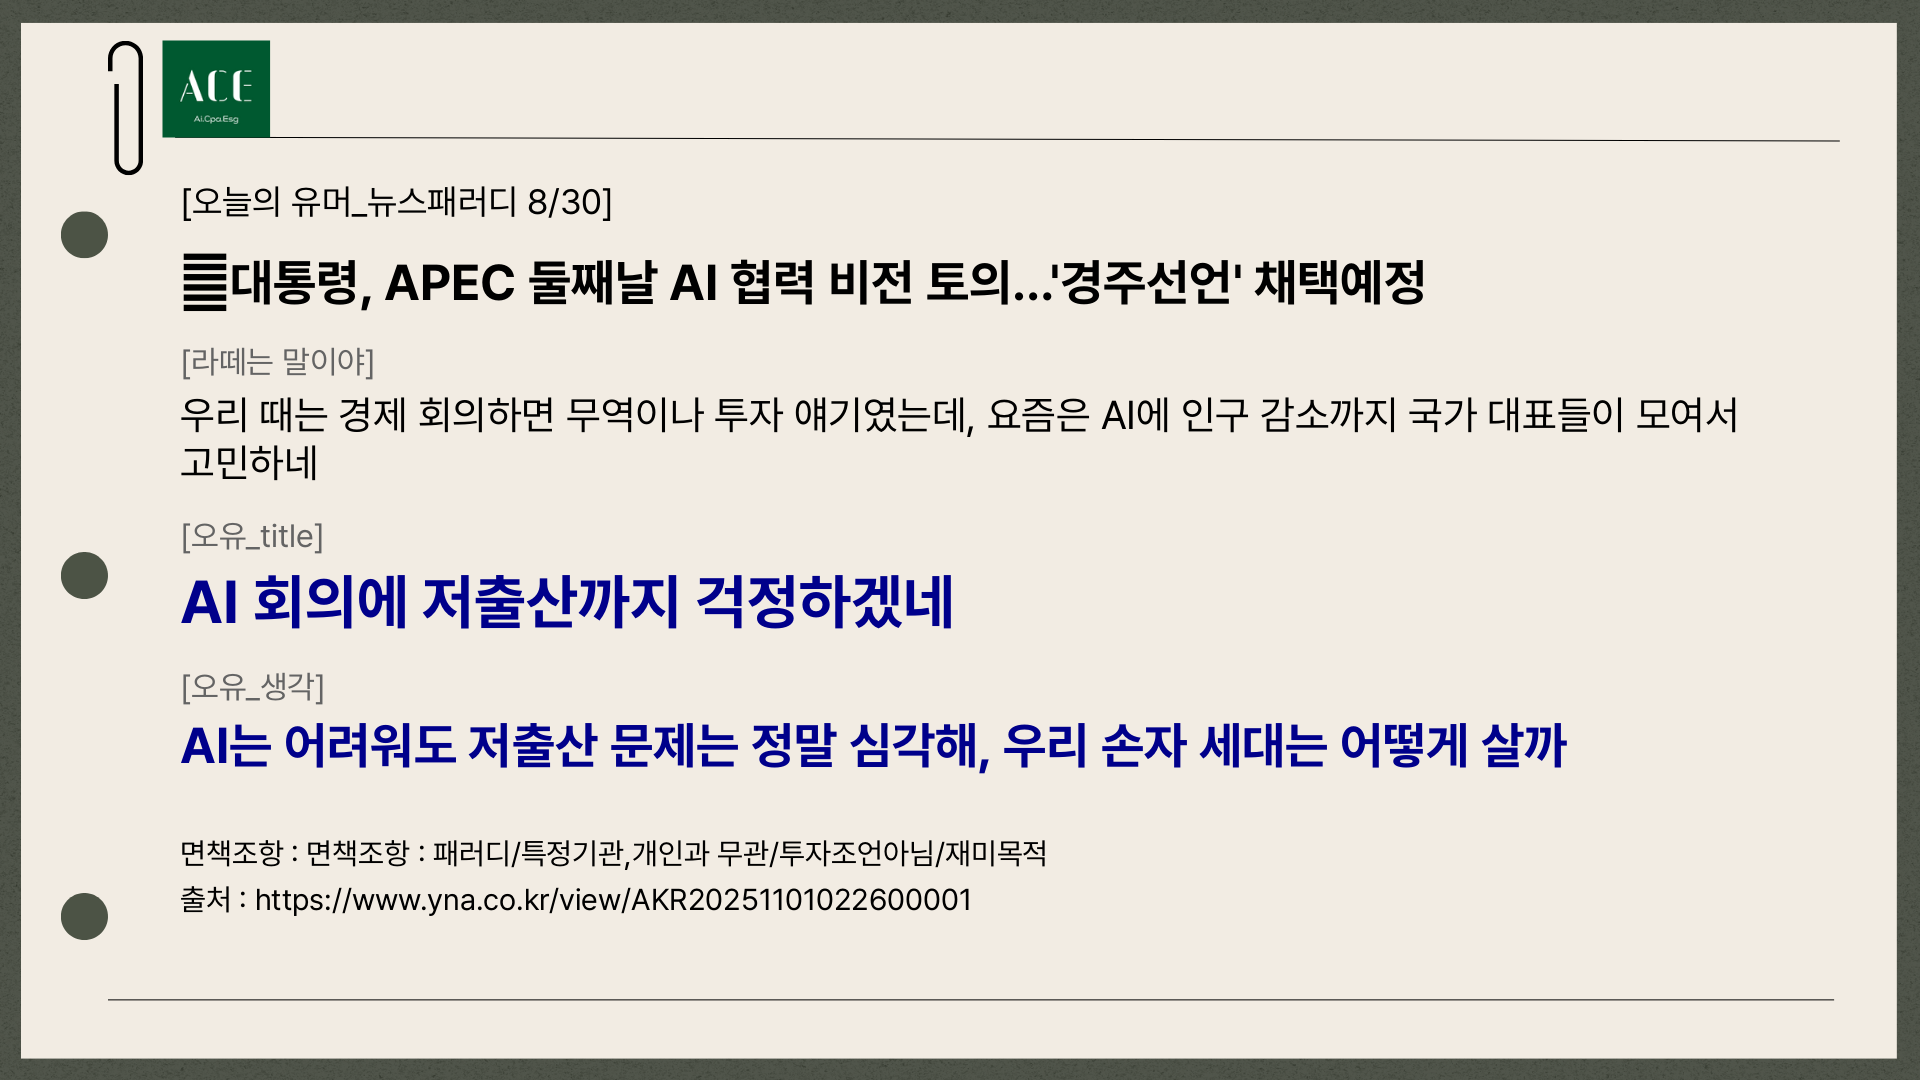 ACE
Ai.Cpa.Esg
[오늘의 유머_뉴스패러디 8/30]
대통령, APEC 둘째날 AI 협력 비전 토의...'경주선언' 채택예정
[라떼는 말이야]
우리 때는 경제 회의하면 무역이나 투자 얘기였는데, 요즘은 AI에 인구 감소까지 국가 대표들이 모여서
고민하네
[오유_title]
AI 회의에 저출산까지 걱정하겠네
[오유_생각]
AI는 어려워도 저출산 문제는 정말 심각해, 우리 손자 세대는 어떻게 살까
면책조항 : 면책조항 : 패러디/특정기관,개인과 무관/투자조언아님/재미목적
출처 : https://www.yna.co.kr/view/AKR20251101022600001